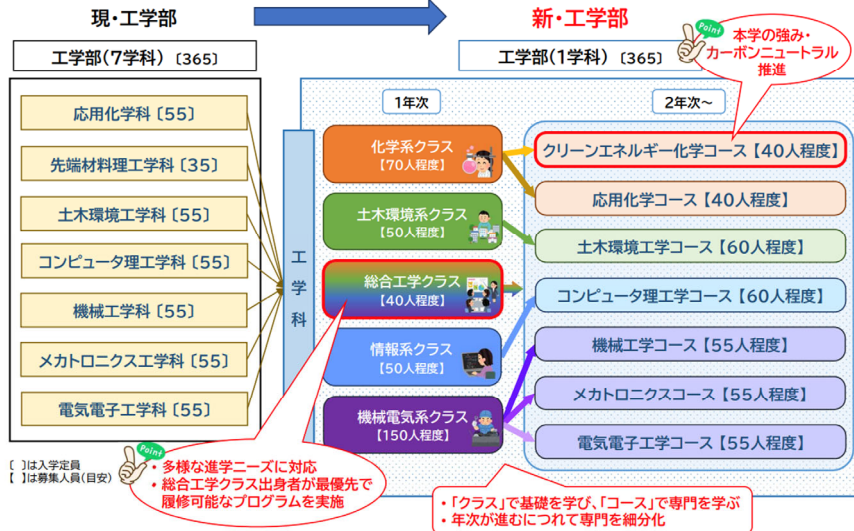 現・工学部
新・工学部
工学部(7学科)〔365〕
工学部(1学科)〔365〕
Point
本学の強み・
カーボンニュートラル
推進
応用化学科〔55〕
先端材料理工学科〔35〕
土木環境工学科〔55〕
コンピュータ理工学科〔55〕
機械工学科〔55〕
メカトロニクス工学科〔55〕
電気電子工学科〔55〕
工学科
1年次
2年次~
化学系クラス
【70人程度】
土木環境系クラス
【50人程度】
総合工学クラス
【40人程度】
情報系クラス
【50人程度】
機械電気系クラス
【150人程度】
クリーンエネルギー化学コース【40人程度】
応用化学コース【40人程度】
土木環境工学コース【60人程度】
コンピュータ理工学コース【60人程度】
機械工学コース【55人程度】
メカトロニクスコース【55人程度】
電気電子工学コース【55人程度】
〔 〕は入学定員
【 】は募集人員(目安)
Point
・多様な進学ニーズに対応
・総合工学クラス出身者が最優先で
履修可能なプログラムを実施
・「クラス」で基礎を学び、「コース」で専門を学ぶ
・年次が進むにつれて専門を細分化